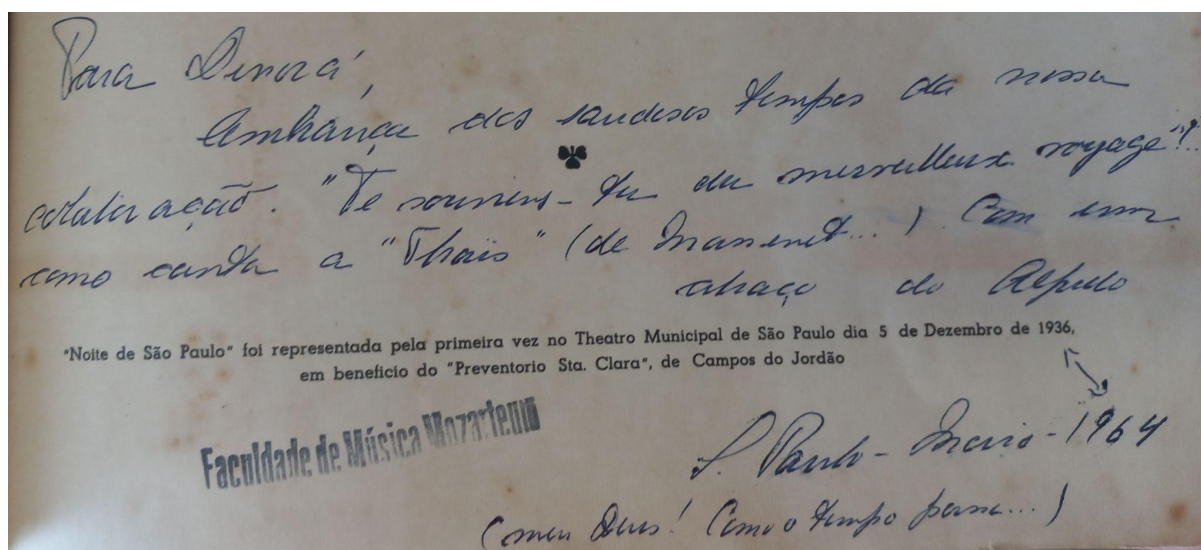 Para Dinorá,
lembrança dos saudosos tempos da nossa
colaboração. "Te souviens-tu du merveilleux voyage"!..
como canta a "Thaïs" (de Massenet...) Com um
abraço do Alfredo
"Noite de São Paulo" foi representada pela primeira vez no Theatro Municipal de São Paulo dia 5 de Dezembro de 1936,
em beneficio do "Preventorio Sta. Clara", de Campos do Jordão
Faculdade de Música Mozarteum
S. Paulo - Maio - 1964
(meu Deus! Como o tempo passa...)